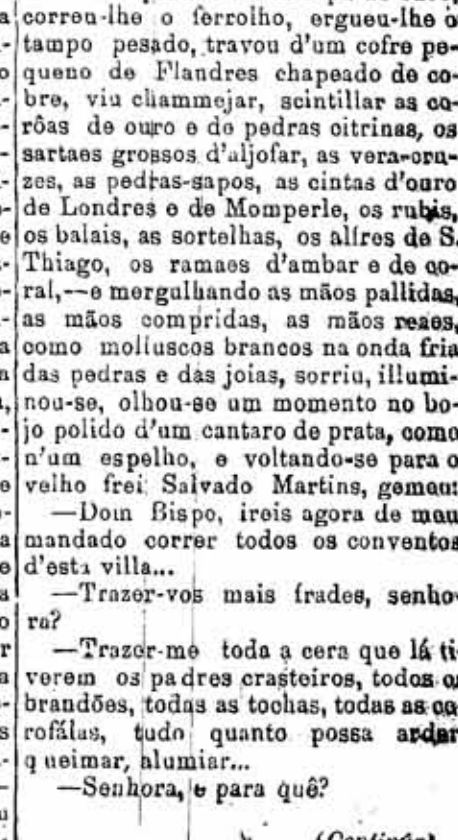 correu-lhe o ferrolho, ergueu-lhe o
tampo pesado, travou d'um cofre pe-
queno de Flandres chapeado de co-
bre, viu chammejar, scintillar as co-
rôas de ouro e de pedras citrinas, os
sartaes grossos d'aljofar, as vera-cru-
zes, as pedras-sapos, as cintas d'ouro
de Londres e de Momperle, os rubis,
os balais, as sortelhas, os alfres de S.
Thiago, os ramaes d'ambar e de co-
ral,—e mergulhando as mãos pallidas,
as mãos compridas, as mãos reaes,
como molluscos brancos na onda fria
das pedras e das joias, sorriu, illumi-
nou-se, olhou-se um momento no bo-
jo polido d'um cantaro de prata, como
n'um espelho, e voltando-se para o
velho frei Salvado Martins, gemeu:
—Dom Bispo, ireis agora de meu
mandado correr todos os conventos
d'esta villa...
—Trazer-vos mais frades, senho-
ra?
—Trazer-me toda a cera que lá ti-
verem os padres crasteiros, todos os
brandões, todas as tochas, todas as ca-
rofálas, tudo quanto possa arder
queimar, alumiar...
—Senhora, e para quê?